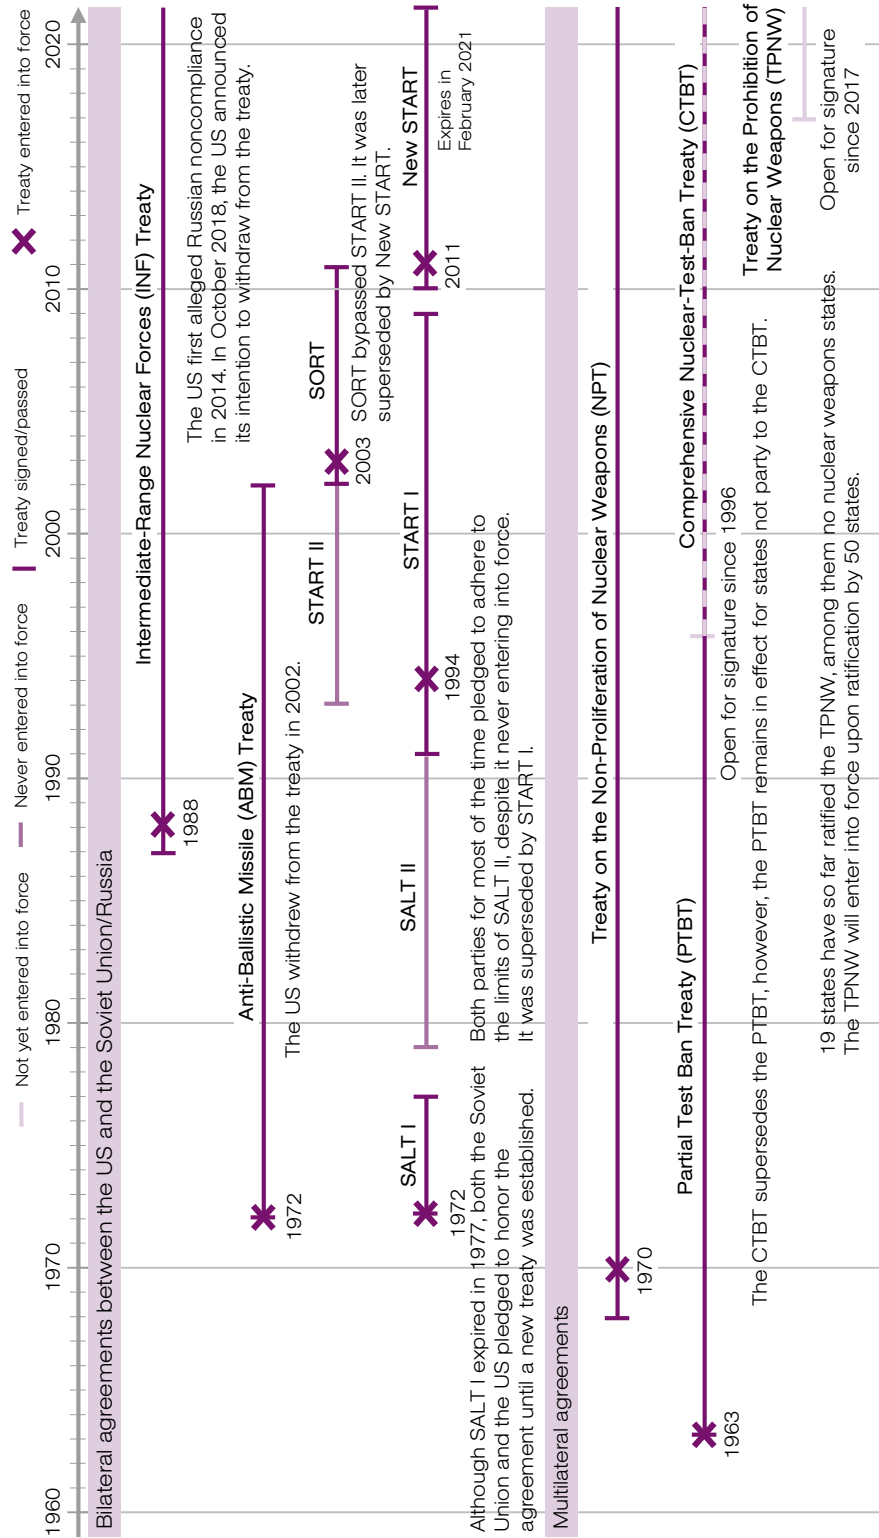 Not yet entered into force
Never entered into force
Treaty signed/passed
Treaty entered into force
1960
1970
1980
1990
2000
2010
2020
Bilateral agreements between the US and the Soviet Union/Russia
Intermediate-Range Nuclear Forces (INF) Treaty
1988
The US first alleged Russian noncompliance
in 2014. In October 2018, the US announced
its intention to withdraw from the treaty.
Anti-Ballistic Missile (ABM) Treaty
1972
The US withdrew from the treaty in 2002.
START II
SORT
2003
SORT bypassed START II. It was later
superseded by New START.
SALT I
SALT II
START I
New START
1972
1994
2011
Expires in
February 2021
Although SALT I expired in 1977, both the Soviet
Union and the US pledged to honor the
agreement until a new treaty was established.
Both parties for most of the time pledged to adhere to
the limits of SALT II, despite it never entering into force.
It was superseded by START I.
Multilateral agreements
Treaty on the Non-Proliferation of Nuclear Weapons (NPT)
1970
Partial Test Ban Treaty (PTBT)
Comprehensive Nuclear-Test-Ban Treaty (CTBT)
1963
Open for signature since 1996
The CTBT supersedes the PTBT, however, the PTBT remains in effect for states not party to the CTBT.
Treaty on the Prohibition of
Nuclear Weapons (TPNW)
Open for signature
since 2017
19 states have so far ratified the TPNW, among them no nuclear weapons states.
The TPNW will enter into force upon ratification by 50 states.